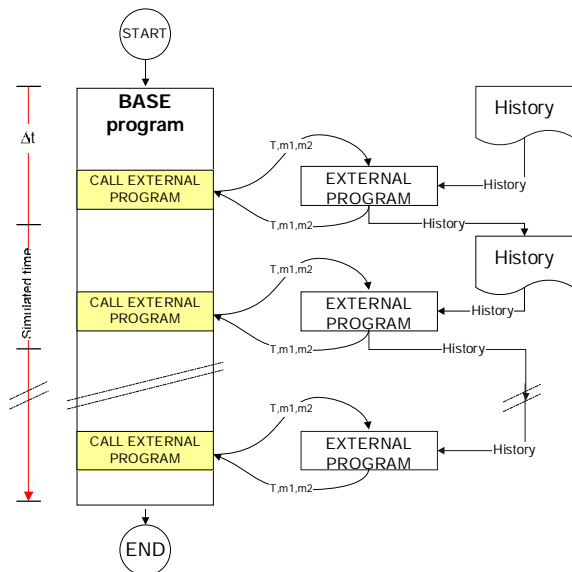 START
BASE
program
History
Δt
T,m1,m2
CALL EXTERNAL
PROGRAM
EXTERNAL
PROGRAM
History
T,m1,m2
History
History
Simulated time
T,m1,m2
CALL EXTERNAL
PROGRAM
EXTERNAL
PROGRAM
History
T,m1,m2
History
T,m1,m2
CALL EXTERNAL
PROGRAM
EXTERNAL
PROGRAM
History
T,m1,m2
END